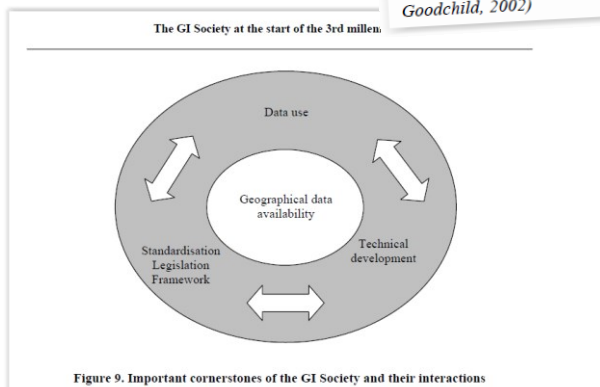 The GI Society at the start of the 3rd
Goodchild, 2002)
Data use
Geographical data
availability
Standardisation
Legislation
Framework
Technical
development
Figure 9. Important cornerstones of the GI Society and their interactions